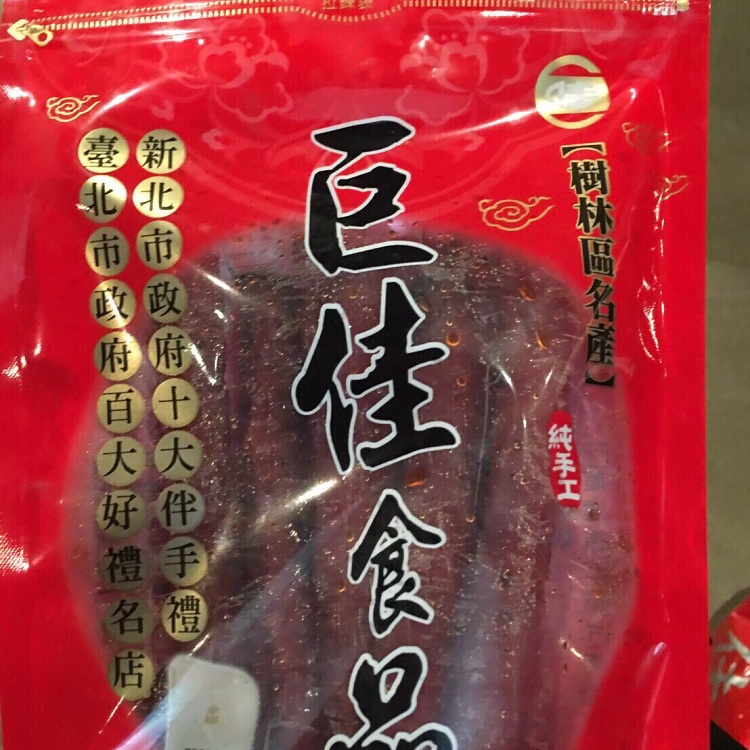 【樹林區名產】
純手工
巨佳食品
新北市政府十大伴手禮
臺北市政府百大好禮名店